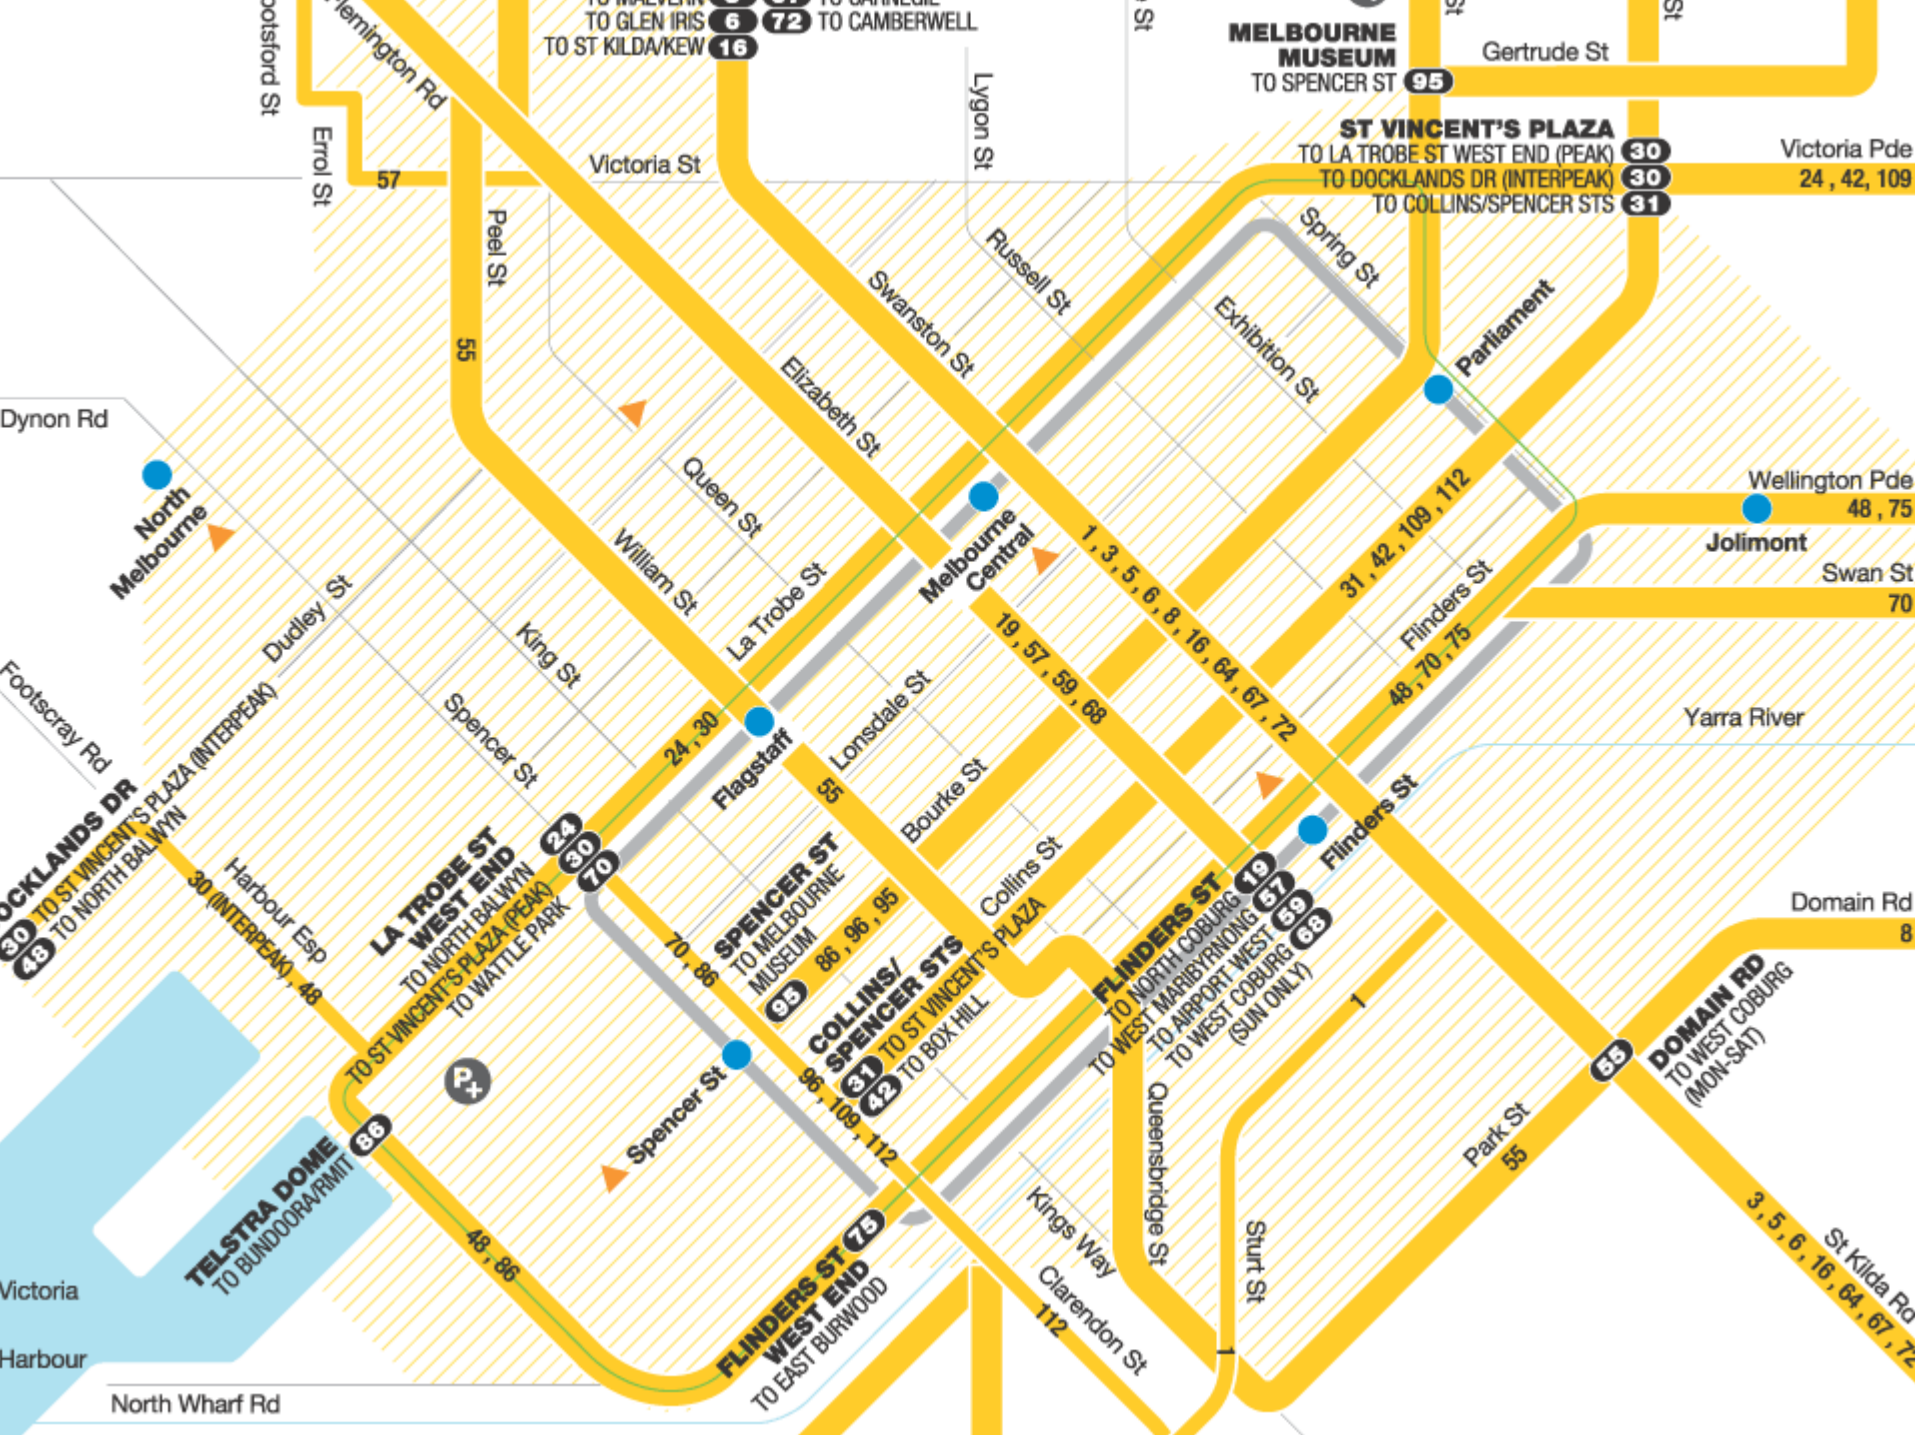 TO GLEN IRIS 6 72 TO CAMBERWELL
TO ST KILDA/KEW 16
MELBOURNE
MUSEUM
TO SPENCER ST 95
Gertrude St
Flemington Rd
Errol St
Lygon St
57
Victoria St
ST VINCENT'S PLAZA
TO LA TROBE ST WEST END (PEAK) 30
TO DOCKLANDS DR (INTERPEAK) 30
TO COLLINS/SPENCER STS 31
Victoria Pde
24 , 42, 109
Peel St
55
Russell St
Spring St
Swanston St
Exhibition St
Parliament
Elizabeth St
Dynon Rd
North
Melbourne
Queen St
Melbourne
Central
1 , 3 , 5 , 6 , 8 , 16 , 64 , 67 , 72
31 , 42 , 109 , 112
Wellington Pde
48 , 75
Jolimont
Swan St
70
William St
La Trobe St
Flinders St
48 , 70 , 75
Dudley St
King St
19 , 57 , 59 , 68
Footscray Rd
Spencer St
24 , 30
Flagstaff
Lonsdale St
Yarra River
55
Bourke St
Flinders St
30 TO ST VINCENT'S PLAZA (INTERPEAK)
48 TO NORTH BALWYN
30 (INTERPEAK) , 48
Harbour Esp
LA TROBE ST
WEST END
TO NORTH BALWYN 24
TO ST VINCENT'S PLAZA (PEAK) 30
TO WATTLE PARK 70
70 , 86
SPENCER ST
TO MELBOURNE
MUSEUM
95
86 , 96 , 95
Collins St
COLLINS/
SPENCER STS
31 TO ST VINCENT'S PLAZA
42 TO BOX HILL
FLINDERS ST
TO NORTH COBURG 19
TO WEST MARIBYRNONG 57
TO AIRPORT WEST 59
TO WEST COBURG 68
(SUN ONLY)
1
Domain Rd
8
DOMAIN RD
TO WEST COBURG
(MON-SAT)
55
P+
Spencer St
96 , 109 , 112
TELSTRA DOME
TO BUNDOORA/RMIT
86
48 , 86
Queensbridge St
Park St
55
Kings Way
Sturt St
FLINDERS ST
WEST END
TO EAST BURWOOD
75
Clarendon St
112
1
St Kilda Rd
Victoria
Harbour
North Wharf Rd